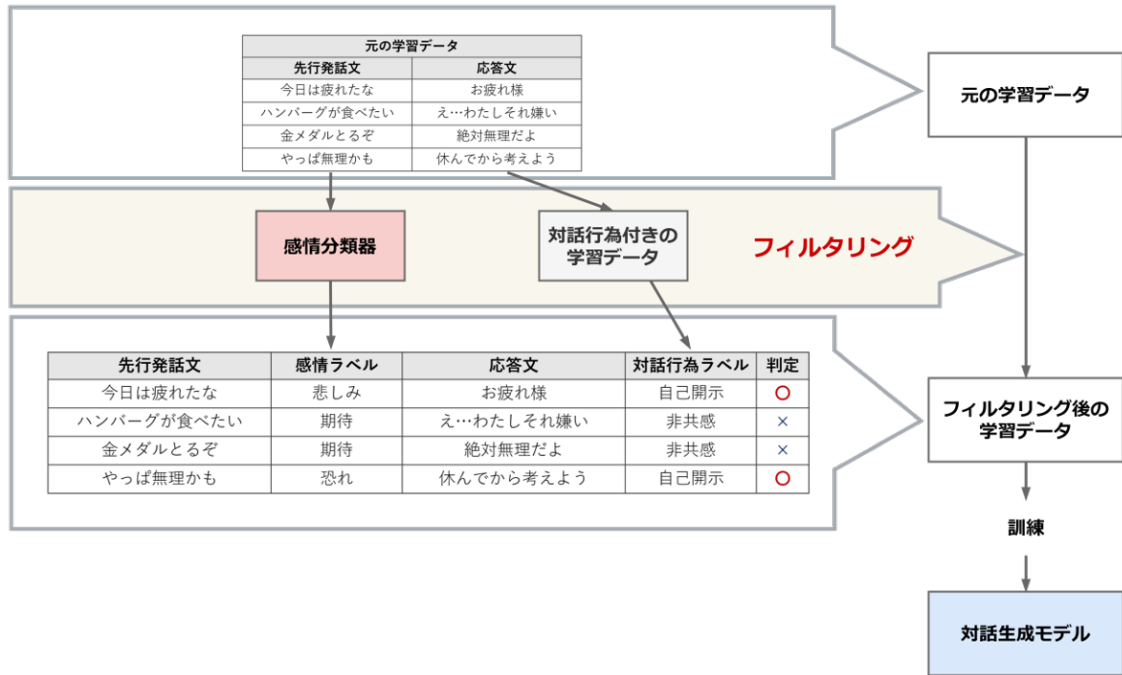 元の学習データ
先行発話文 応答文
今日は疲れたな お疲れ様
ハンバーグが食べたい え…わたしそれ嫌い
金メダルとるぞ 絶対無理だよ
やっぱ無理かも 休んでから考えよう
元の学習データ
感情分類器
対話行為付きの
学習データ
フィルタリング
先行発話文 感情ラベル 応答文 対話行為ラベル 判定
今日は疲れたな 悲しみ お疲れ様 自己開示 〇
ハンバーグが食べたい 期待 え…わたしそれ嫌い 非共感 ×
金メダルとるぞ 期待 絶対無理だよ 非共感 ×
やっぱ無理かも 恐れ 休んでから考えよう 自己開示 〇
フィルタリング後の
学習データ
訓練
対話生成モデル